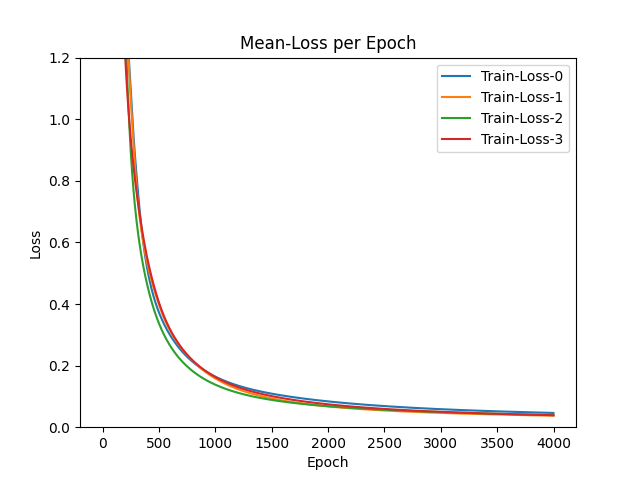 Mean-Loss per Epoch
1.2
1.0
0.8
0.6
0.4
0.2
0.0
Loss
Train-Loss-0
Train-Loss-1
Train-Loss-2
Train-Loss-3
0 500 1000 1500 2000 2500 3000 3500 4000
Epoch